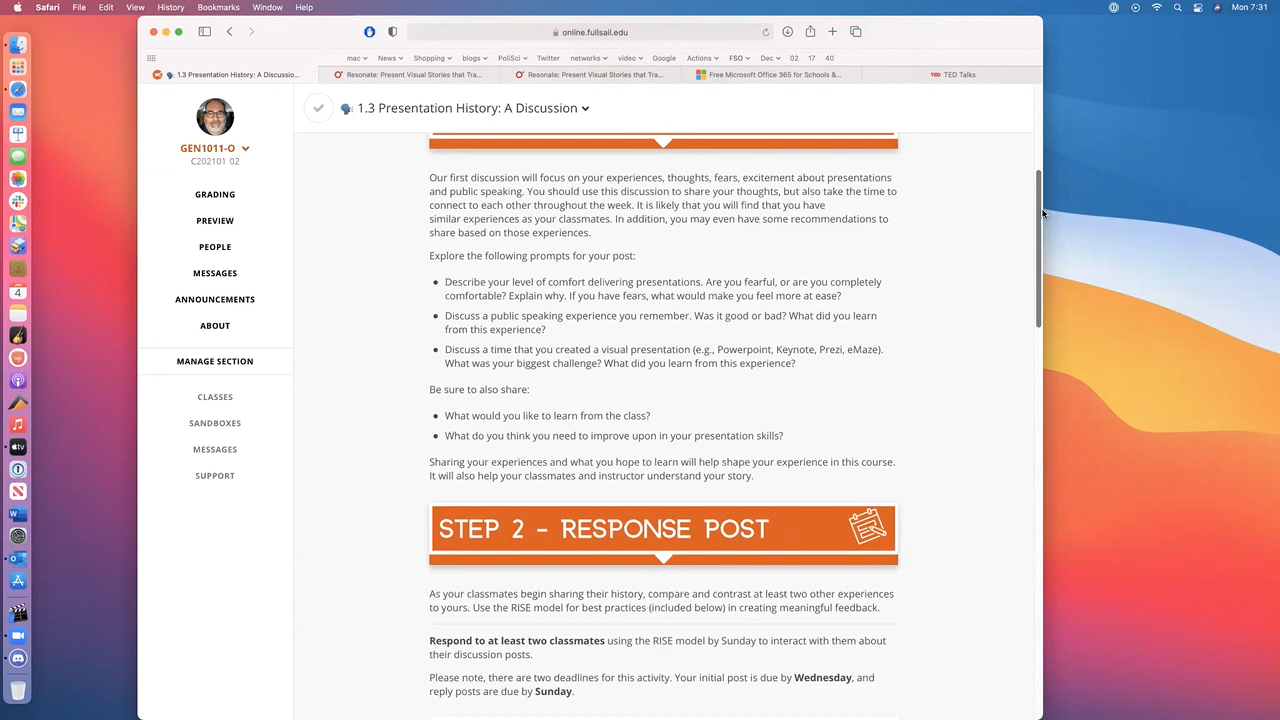 Safari File Edit View History Bookmarks Window Help Mon 7:31
online.fullsail.edu
mac News Shopping blogs PoliSci Twitter networks video Google Actions FSO Dec 02 17 40
1.3 Presentation History: A Discussio... Resonate: Present Visual Stories that Tra... Resonate: Present Visual Stories that Tra... Free Microsoft Office 365 for Schools &... TED TED Talks
GEN1011-O
C202101 02
GRADING
PREVIEW
PEOPLE
MESSAGES
ANNOUNCEMENTS
ABOUT
MANAGE SECTION
CLASSES
SANDBOXES
MESSAGES
SUPPORT
4
1.3 Presentation History: A Discussion
Our first discussion will focus on your experiences, thoughts, fears, excitement about presentations
and public speaking. You should use this discussion to share your thoughts, but also take the time to
connect to each other throughout the week. It is likely that you will find that you have
similar experiences as your classmates. In addition, you may even have some recommendations to
share based on those experiences.
Explore the following prompts for your post:
• Describe your level of comfort delivering presentations. Are you fearful, or are you completely
comfortable? Explain why. If you have fears, what would make you feel more at ease?
• Discuss a public speaking experience you remember. Was it good or bad? What did you learn
from this experience?
• Discuss a time that you created a visual presentation (e.g., Powerpoint, Keynote, Prezi, eMaze).
What was your biggest challenge? What did you learn from this experience?
Be sure to also share:
• What would you like to learn from the class?
• What do you think you need to improve upon in your presentation skills?
Sharing your experiences and what you hope to learn will help shape your experience in this course.
It will also help your classmates and instructor understand your story.
STEP 2 - RESPONSE POST
As your classmates begin sharing their history, compare and contrast at least two other experiences
to yours. Use the RISE model for best practices (included below) in creating meaningful feedback.
Respond to at least two classmates using the RISE model by Sunday to interact with them about
their discussion posts.
Please note, there are two deadlines for this activity. Your initial post is due by Wednesday, and
reply posts are due by Sunday.